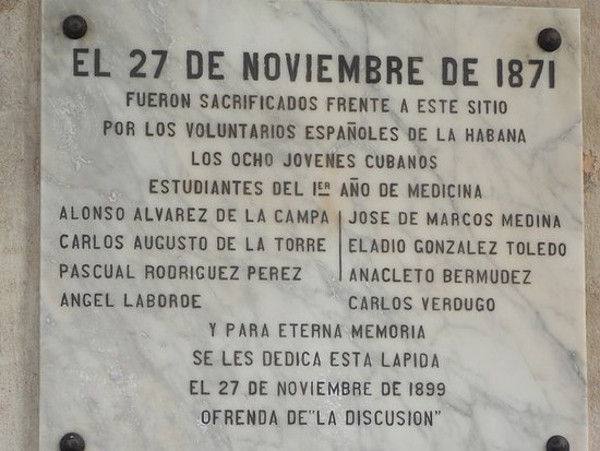 EL 27 DE NOVIEMBRE DE 1871
FUERON SACRIFICADOS FRENTE A ESTE SITIO
POR LOS VOLUNTARIOS ESPAÑOLES DE LA HABANA
LOS OCHO JOVENES CUBANOS
ESTUDIANTES DEL 1ER AÑO DE MEDICINA
ALONSO ALVAREZ DE LA CAMPA
CARLOS AUGUSTO DE LA TORRE
PASCUAL RODRIGUEZ PEREZ
ANGEL LABORDE
JOSE DE MARCOS MEDINA
ELADIO GONZALEZ TOLEDO
ANACLETO BERMUDEZ
CARLOS VERDUGO
Y PARA ETERNA MEMORIA
SE LES DEDICA ESTA LAPIDA
EL 27 DE NOVIEMBRE DE 1899
OFRENDA DE "LA DISCUSION"